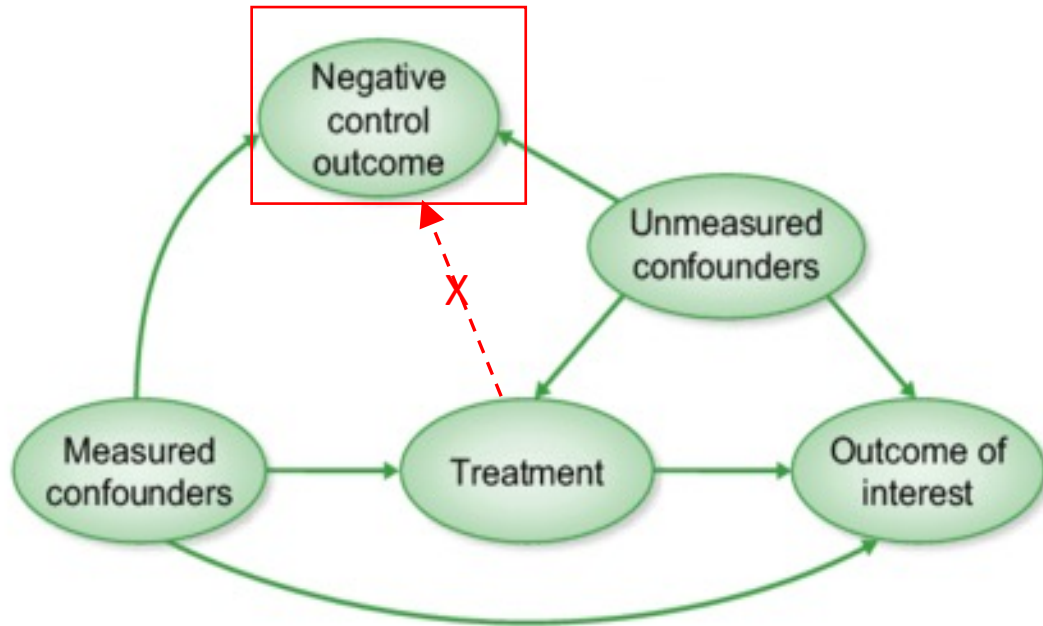 Negative
control
outcome
Unmeasured
confounders
X
Measured
confounders
Treatment
Outcome of
interest